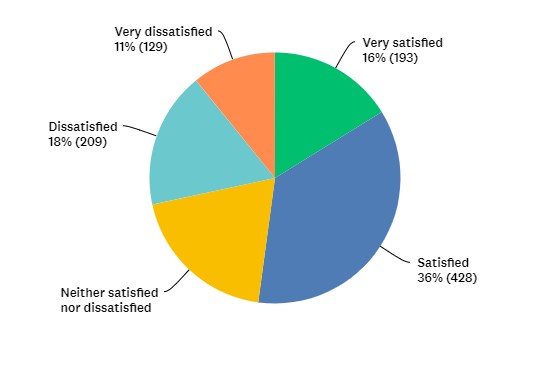 Very dissatisfied
11% (129)
Very satisfied
16% (193)
Dissatisfied
18% (209)
Satisfied
36% (428)
Neither satisfied
nor dissatisfied